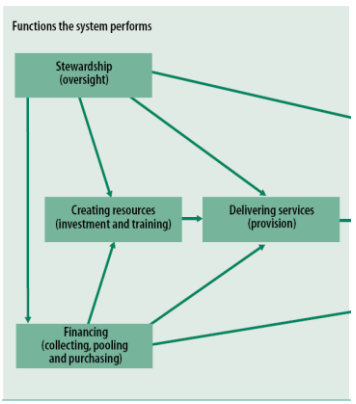 Functions the system performs
Stewardship
(oversight)
Creating resources
(investment and training)
Delivering services
(provision)
Financing
(collecting, pooling
and purchasing)